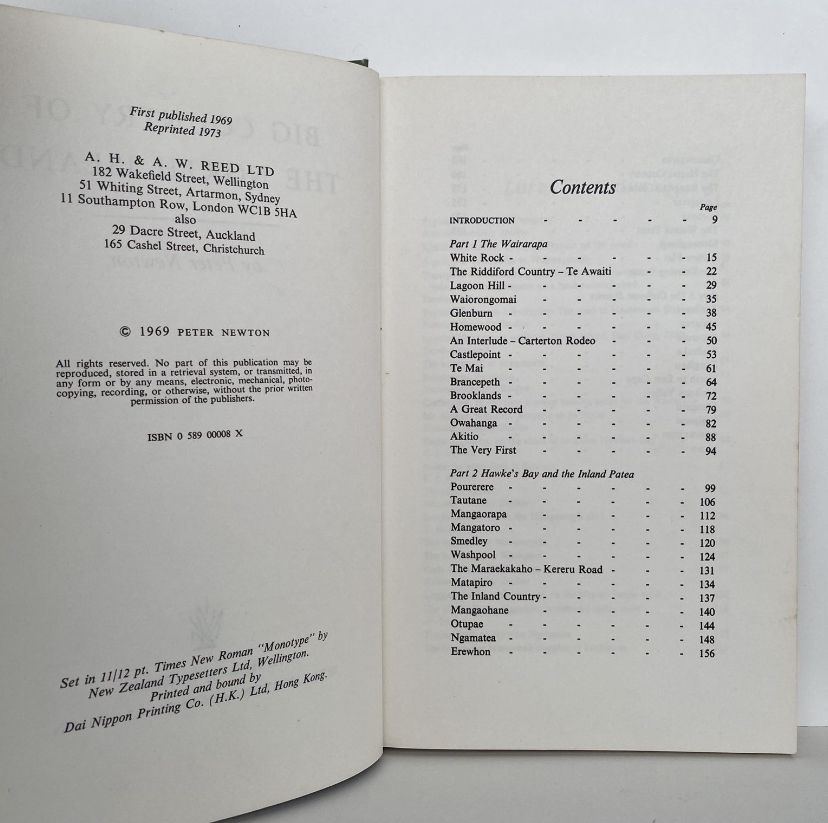 First published 1969
Reprinted 1973
A. H. & A. W. REED LTD
182 Wakefield Street, Wellington
51 Whiting Street, Artarmon, Sydney
11 Southampton Row, London WC1B 5HA
also
29 Dacre Street, Auckland
165 Cashel Street, Christchurch
© 1969 PETER NEWTON
All rights reserved. No part of this publication may be
reproduced, stored in a retrieval system, or transmitted, in
any form or by any means, electronic, mechanical, photo-
copying, recording, or otherwise, without the prior written
permission of the publishers.
ISBN 0 589 00008 X
Set in 11/12 pt. Times New Roman "Monotype" by
New Zealand Typesetters Ltd, Wellington.
Printed and bound by
Dai Nippon Printing Co. (H.K.) Ltd, Hong Kong.
Contents
Page
INTRODUCTION - - - - - 9
Part 1 The Wairarapa
White Rock - - - - - - 15
The Riddiford Country – Te Awaiti - - 22
Lagoon Hill - - - - - - 29
Waiorongomai - - - - - 35
Glenburn - - - - - 38
Homewood - - - - - - 45
An Interlude – Carterton Rodeo - - - 50
Castlepoint - - - - - - 53
Te Mai - - - - - 61
Brancepeth - - - - - 64
Brooklands - - - - - - 72
A Great Record - - - - - 79
Owahanga - - - - - 82
Akitio - - - - - - 88
The Very First - - - - - 94
Part 2 Hawke's Bay and the Inland Patea
Pourerere - - - - - - 99
Tautane - - - - - - 106
Mangaorapa - - - - - 112
Mangatoro - - - - - - 118
Smedley - - - - - - 120
Washpool - - - - - - 124
The Maraekakaho – Kereru Road - - - 131
Matapiro - - - - - - 134
The Inland Country - - - - - 137
Mangaohane - - - - - 140
Otupae - - - - - - 144
Ngamatea - - - - - - 148
Erewhon - - - - - - 156